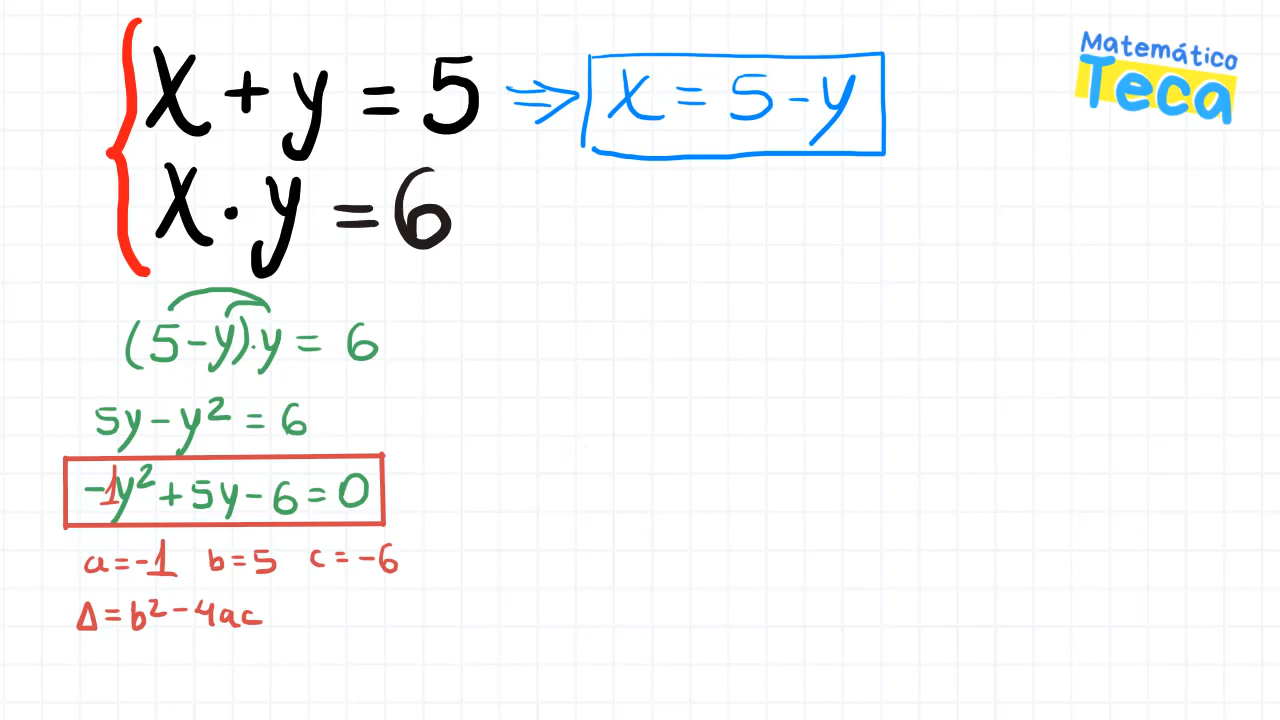 x + y = 5 ⇒ x = 5 - y
x · y = 6
(5 - y) · y = 6
5y - y² = 6
-1y² + 5y - 6 = 0
a = -1 b = 5 c = -6
Δ = b² - 4ac
Matemático
Teca